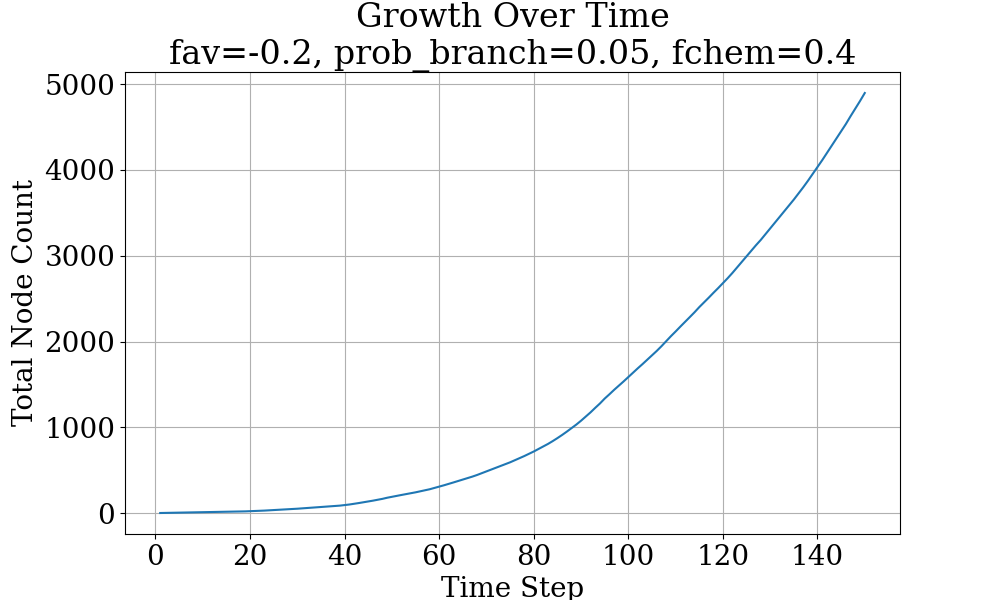 Growth Over Time
fav=-0.2, prob_branch=0.05, fchem=0.4
5000
4000
3000
2000
1000
0
Total Node Count
0 20 40 60 80 100 120 140
Time Step